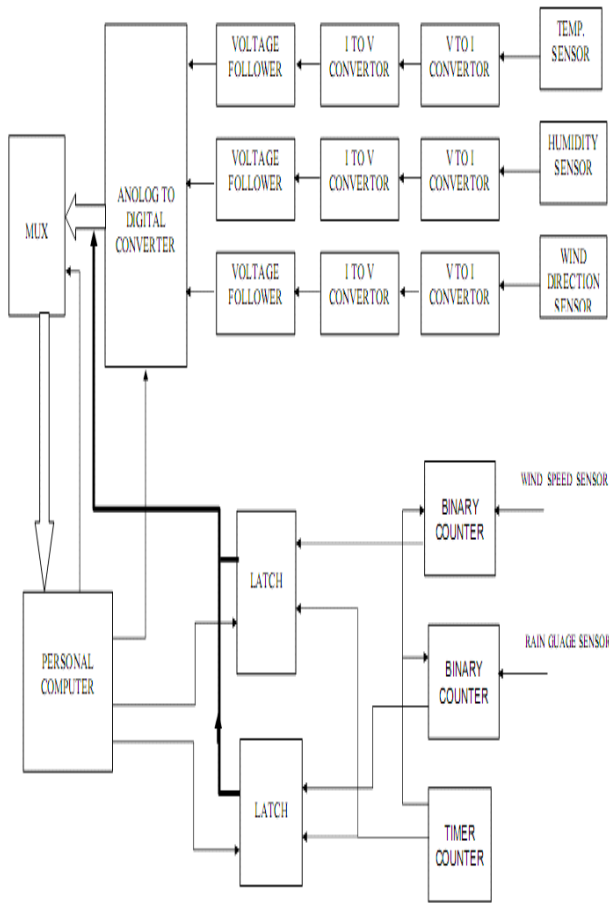 VOLTAGE
FOLLOWER
I TO V
CONVERTOR
V TO I
CONVERTOR
TEMP.
SENSOR
VOLTAGE
FOLLOWER
I TO V
CONVERTOR
V TO I
CONVERTOR
HUMIDITY
SENSOR
MUX
ANOLOG TO
DIGITAL
CONVERTER
VOLTAGE
FOLLOWER
I TO V
CONVERTOR
V TO I
CONVERTOR
WIND
DIRECTION
SENSOR
WIND SPEED SENSOR
BINARY
COUNTER
LATCH
PERSONAL
COMPUTER
RAIN GUAGE SENSOR
BINARY
COUNTER
LATCH
TIMER
COUNTER